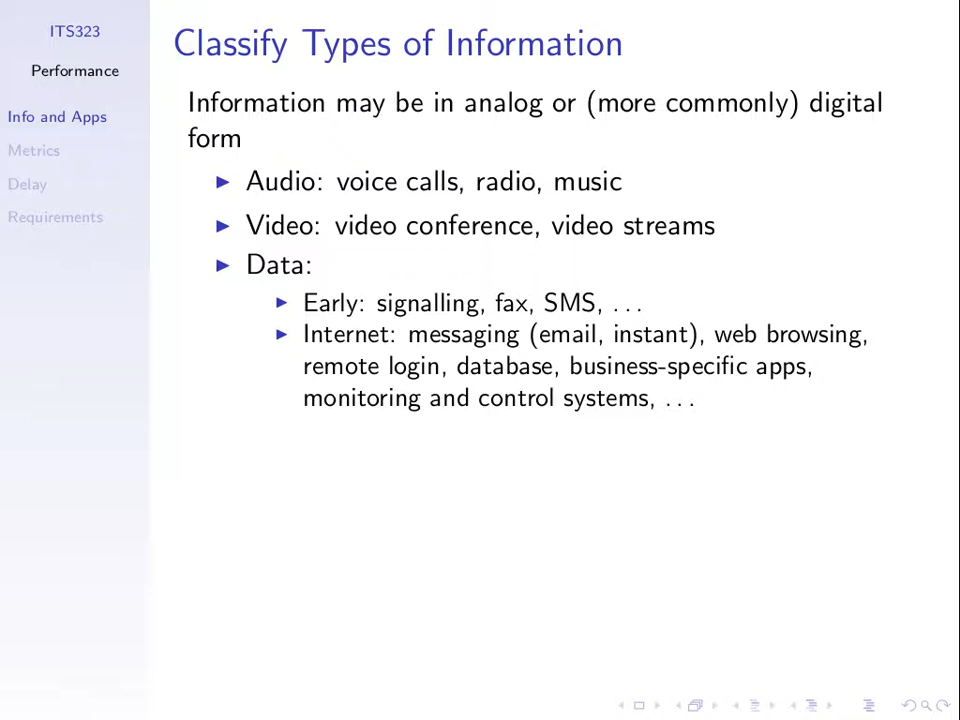 ITS323
Performance
Info and Apps
Metrics
Delay
Requirements
Classify Types of Information
Information may be in analog or (more commonly) digital
form
Audio: voice calls, radio, music
Video: video conference, video streams
Data:
Early: signalling, fax, SMS, . . .
Internet: messaging (email, instant), web browsing,
remote login, database, business-specific apps,
monitoring and control systems, . . .